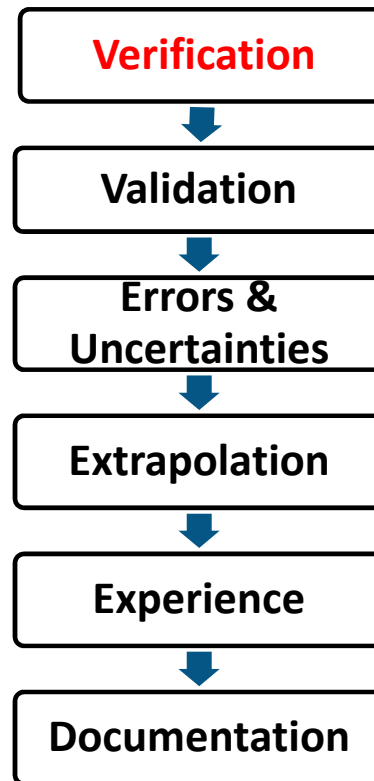 Verification
Validation
Errors &
Uncertainties
Extrapolation
Experience
Documentation